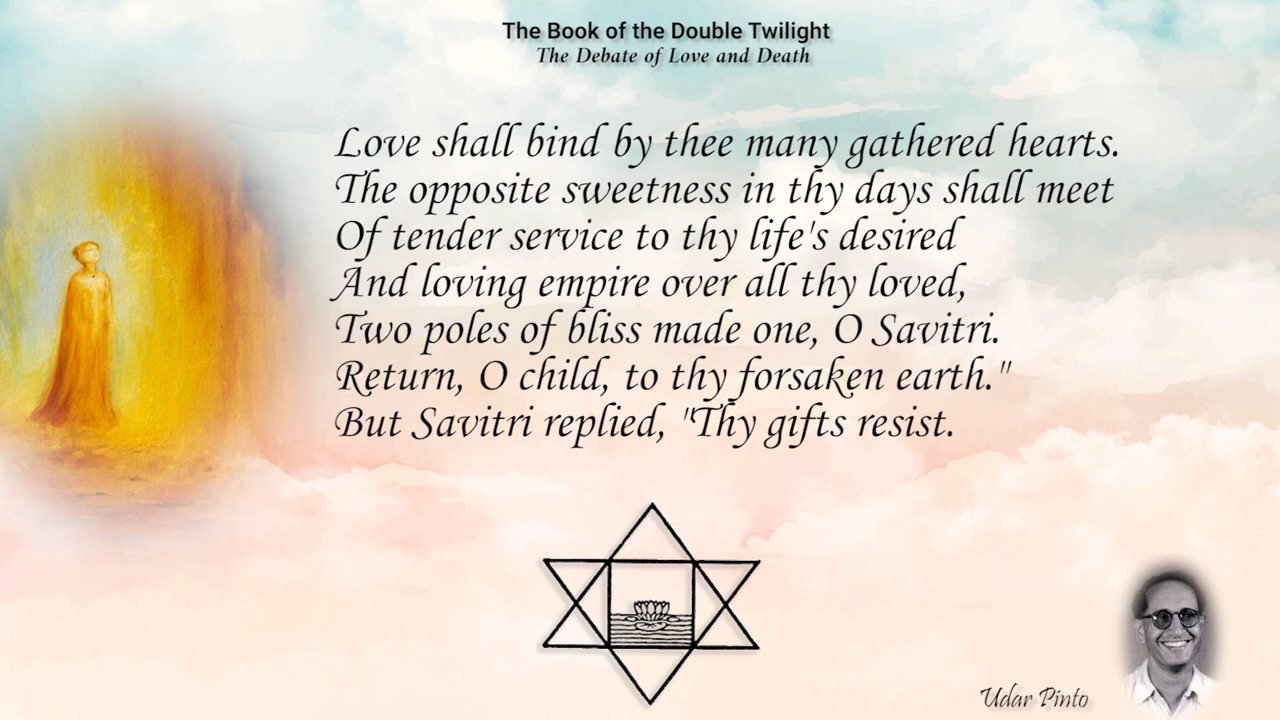 The Book of the Double Twilight
The Debate of Love and Death
Love shall bind by thee many gathered hearts.
The opposite sweetness in thy days shall meet
Of tender service to thy life's desired
And loving empire over all thy loved,
Two poles of bliss made one, O Savitri.
Return, O child, to thy forsaken earth."
But Savitri replied, "Thy gifts resist.
Udar Pinto